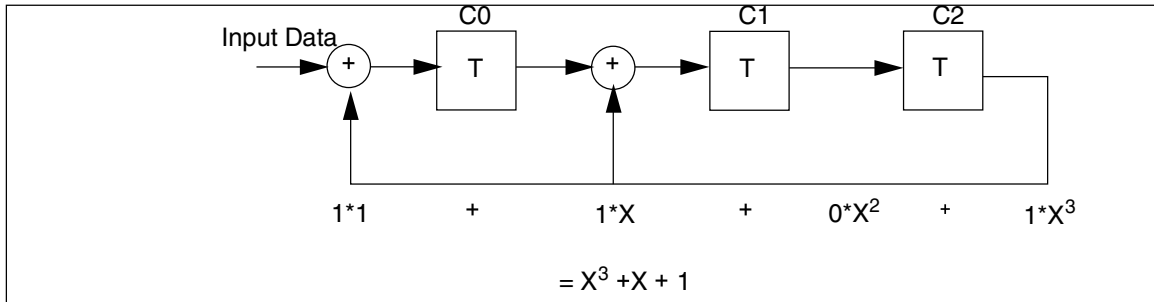 C0 C1 C2
Input Data
+ T + T T
1*1 + 1*X + 0*X² + 1*X³
= X³ +X + 1